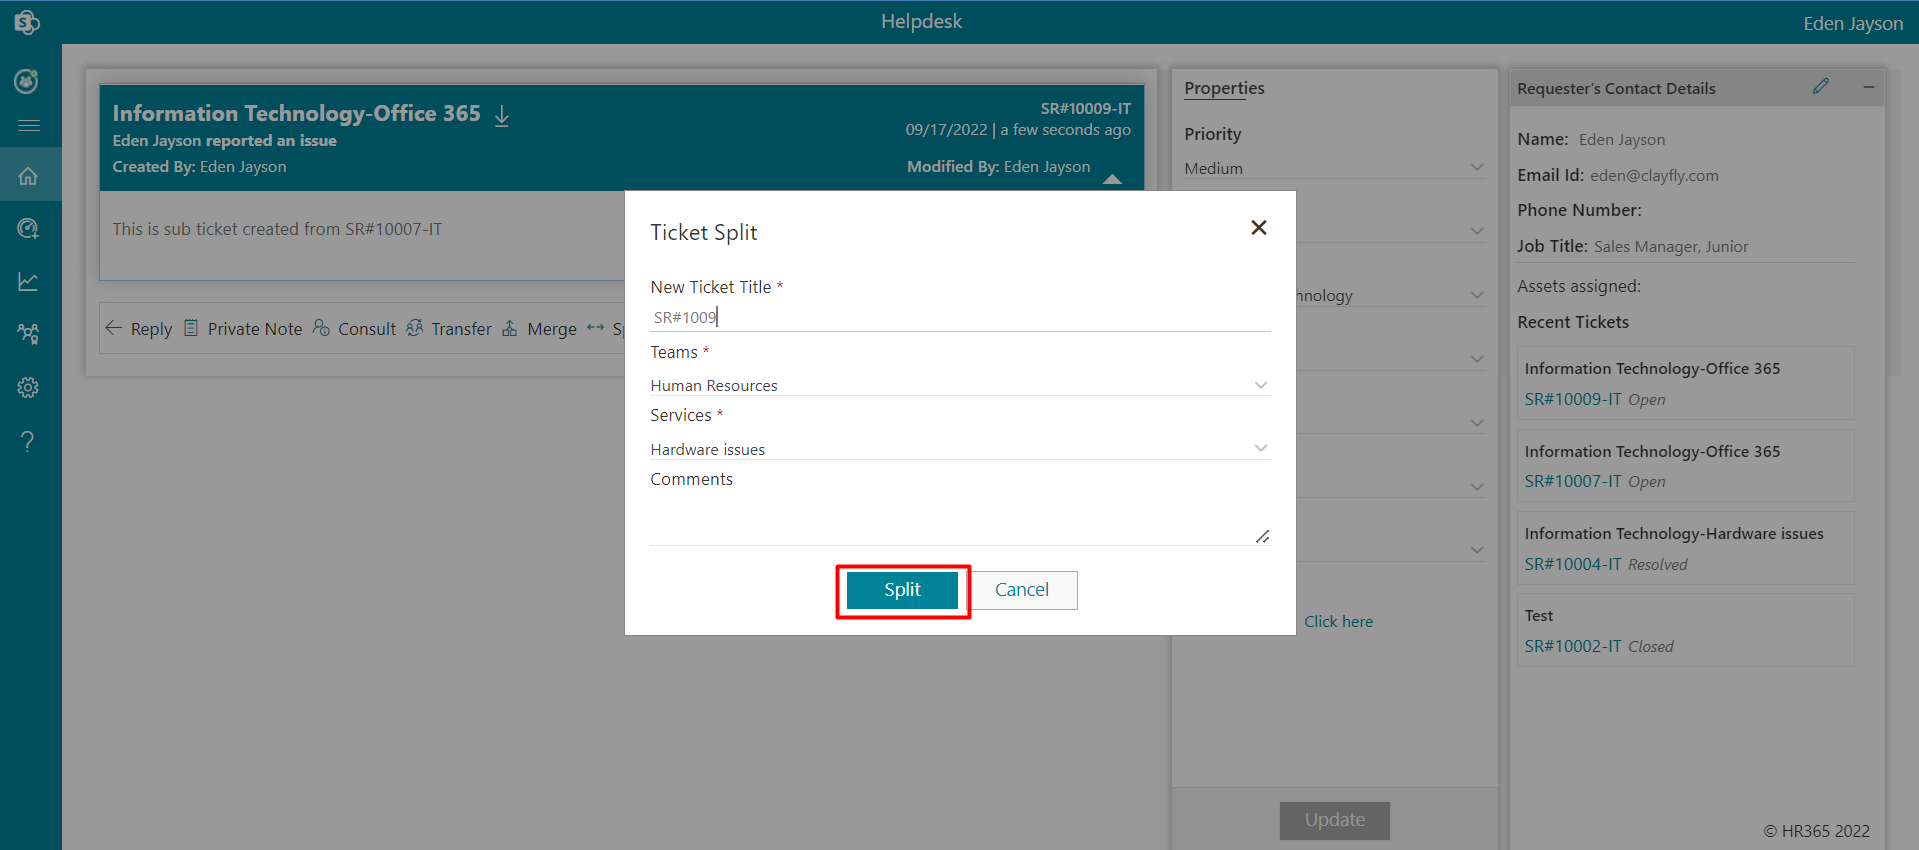 Helpdesk
Eden Jayson
Information Technology-Office 365
SR#10009-IT
Eden Jayson reported an issue
09/17/2022 | a few seconds ago
Created By: Eden Jayson
Modified By: Eden Jayson
This is sub ticket created from SR#10007-IT
Reply Private Note Consult Transfer Merge
Ticket Split
New Ticket Title *
SR#1009
Teams *
Human Resources
Services *
Hardware issues
Comments
Split
Cancel
Properties
Priority
Medium
hnology
Click here
Update
Requester's Contact Details
Name: Eden Jayson
Email Id: eden@clayfly.com
Phone Number:
Job Title: Sales Manager, Junior
Assets assigned:
Recent Tickets
Information Technology-Office 365
SR#10009-IT Open
Information Technology-Office 365
SR#10007-IT Open
Information Technology-Hardware issues
SR#10004-IT Resolved
Test
SR#10002-IT Closed
© HR365 2022